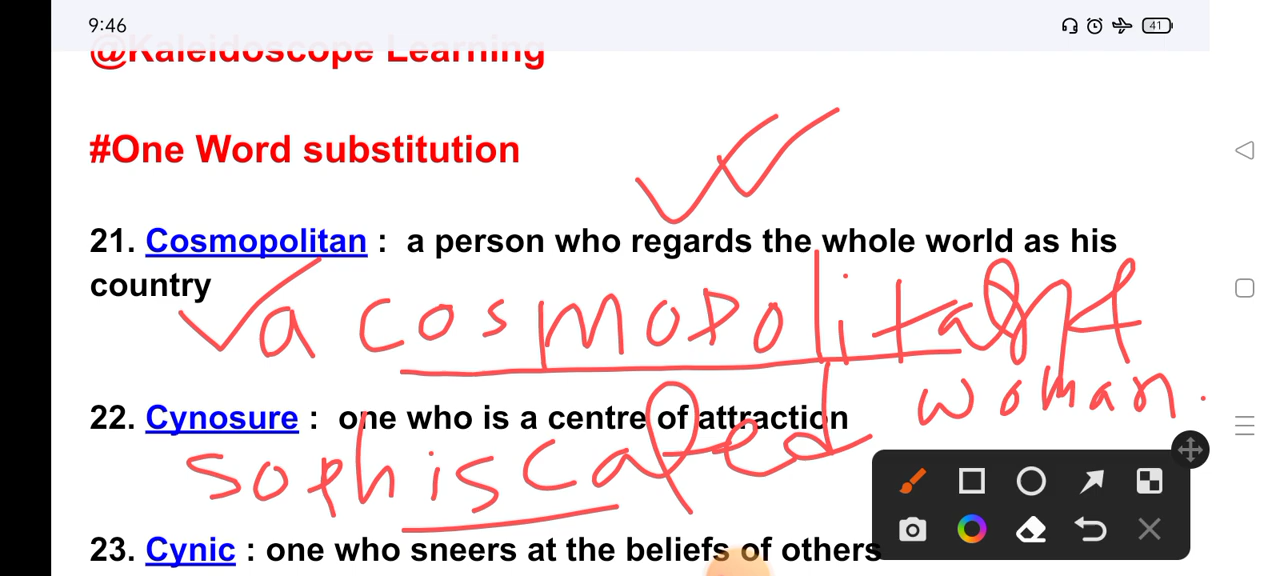 9:46
41
@Kaleidoscope Learning
#One Word substitution
21. Cosmopolitan : a person who regards the whole world as his
country
a cosmopolitan
woman.
22. Cynosure : one who is a centre of attraction
sophiscated
23. Cynic : one who sneers at the beliefs of others